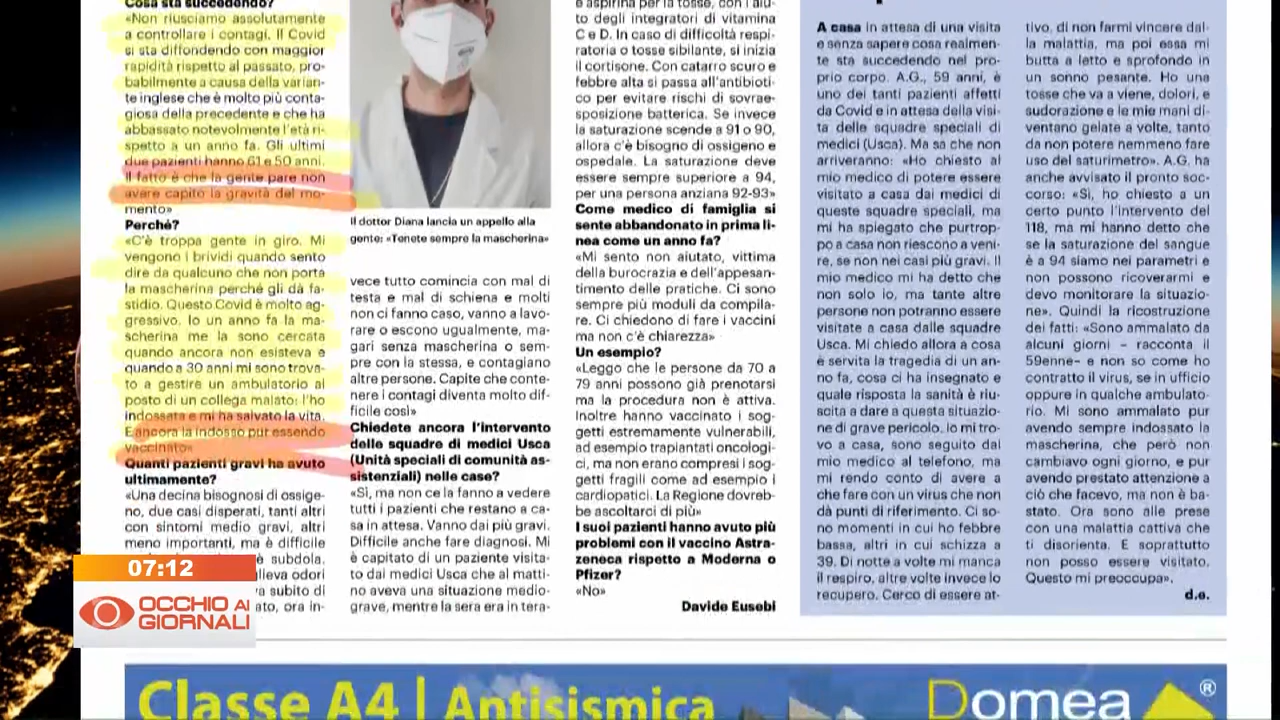 Cosa sta succedendo?
«Non riusciamo assolutamente
a controllare i contagi. Il Covid
si sta diffondendo con maggior
rapidità rispetto al passato, pro-
babilmente a causa della varian-
te inglese che è molto più conta-
giosa della precedente e che ha
abbassato notevolmente l'età ri-
spetto a un anno fa. Gli ultimi
due pazienti hanno 61 e 50 anni.
Il fatto è che la gente pare non
avere capito la gravità del mo-
mento»
Perché?
«C'è troppa gente in giro. Mi
vengono i brividi quando sento
dire da qualcuno che non porta
la mascherina perché gli dà fa-
stidio. Questo Covid è molto ag-
gressivo. Io un anno fa la ma-
scherina me la sono cercata
quando ancora non esisteva e
quando a 30 anni mi sono trova-
to a gestire un ambulatorio al
posto di un collega malato: l'ho
indossata e mi ha salvato la vita.
E ancora la indosso pur essendo
vaccinato»
Quanti pazienti gravi ha avuto
ultimamente?
«Una decina bisognosi di ossige-
no, due casi disperati, tanti altri
con sintomi medio gravi, altri
meno importanti, ma è difficile
è subdola.
lieva odori
va subito di
ato, ora in-
Il dottor Diana lancia un appello alla
gente: «Tenete sempre la mascherina»
vece tutto comincia con mal di
testa e mal di schiena e molti
non ci fanno caso, vanno a lavo-
rare o escono ugualmente, ma-
gari senza mascherina o sem-
pre con la stessa, e contagiano
altre persone. Capite che conte-
nere i contagi diventa molto dif-
ficile così»
Chiedete ancora l'intervento
delle squadre di medici Usca
(Unità speciali di comunità as-
sistenziali) nelle case?
«Sì, ma non ce la fanno a vedere
tutti i pazienti che restano a ca-
sa in attesa. Vanno dai più gravi.
Difficile anche fare diagnosi. Mi
è capitato di un paziente visita-
to dai medici Usca che al matti-
no aveva una situazione medio-
grave, mentre la sera era in tera-
e aspirina per la tosse, con l'aiu-
to degli integratori di vitamina
C e D. In caso di difficoltà respi-
ratoria o tosse sibilante, si inizia
il cortisone. Con catarro scuro e
febbre alta si passa all'antibioti-
co per evitare rischi di sovrae-
sposizione batterica. Se invece
la saturazione scende a 91 o 90,
allora c'è bisogno di ossigeno e
ospedale. La saturazione deve
essere sempre superiore a 94,
per una persona anziana 92-93»
Come medico di famiglia si
sente abbandonato in prima li-
nea come un anno fa?
«Mi sento non aiutato, vittima
della burocrazia e dell'appesan-
timento delle pratiche. Ci sono
sempre più moduli da compila-
re. Ci chiedono di fare i vaccini
ma non c'è chiarezza»
Un esempio?
«Leggo che le persone da 70 a
79 anni possono già prenotarsi
ma la procedura non è attiva.
Inoltre hanno vaccinato i sog-
getti estremamente vulnerabili,
ad esempio trapiantati oncologi-
ci, ma non erano compresi i sog-
getti fragili come ad esempio i
cardiopatici. La Regione dovreb-
be ascoltarci di più»
I suoi pazienti hanno avuto più
problemi con il vaccino Astra-
zeneca rispetto a Moderna o
Pfizer?
«No»
Davide Eusebi
A casa in attesa di una visita
e senza sapere cosa realmen-
te sta succedendo nel pro-
prio corpo. A.G., 59 anni, è
uno dei tanti pazienti affetti
da Covid e in attesa della visi-
ta delle squadre speciali di
medici (Usca). Ma sa che non
arriveranno: «Ho chiesto al
mio medico di potere essere
visitato a casa dai medici di
queste squadre speciali, ma
mi ha spiegato che purtrop-
po a casa non riescono a veni-
re, se non nei casi più gravi. Il
mio medico mi ha detto che
non solo io, ma tante altre
persone non potranno essere
visitate a casa dalle squadre
Usca. Mi chiedo allora a cosa
è servita la tragedia di un an-
no fa, cosa ci ha insegnato e
quale risposta la sanità è riu-
scita a dare a questa situazio-
ne di grave pericolo. Io mi tro-
vo a casa, sono seguito dal
mio medico al telefono, ma
mi rendo conto di avere a
che fare con un virus che non
dà punti di riferimento. Ci so-
no momenti in cui ho febbre
bassa, altri in cui schizza a
39. Di notte a volte mi manca
il respiro, altre volte invece lo
recupero. Cerco di essere at-
tivo, di non farmi vincere dal-
la malattia, ma poi essa mi
butta a letto e sprofondo in
un sonno pesante. Ho una
tosse che va a viene, dolori, e
sudorazione e le mie mani di-
ventano gelate a volte, tanto
da non potere nemmeno fare
uso del saturimetro». A.G. ha
anche avvisato il pronto soc-
corso: «Sì, ho chiesto a un
certo punto l'intervento del
118, ma mi hanno detto che
se la saturazione del sangue
è a 94 siamo nei parametri e
non possono ricoverarmi e
devo monitorare la situazio-
ne». Quindi la ricostruzione
dei fatti: «Sono ammalato da
alcuni giorni – racconta il
59enne- e non so come ho
contratto il virus, se in ufficio
oppure in qualche ambulato-
rio. Mi sono ammalato pur
avendo sempre indossato la
mascherina, che però non
cambiavo ogni giorno, e pur
avendo prestato attenzione a
ciò che facevo, ma non è ba-
stato. Ora sono alle prese
con una malattia cattiva che
ti disorienta. E soprattutto
non posso essere visitato.
Questo mi preoccupa».
d.e.
07:12
OCCHIO AI
GIORNALI
Classe A4 | Antisismica
Domea®